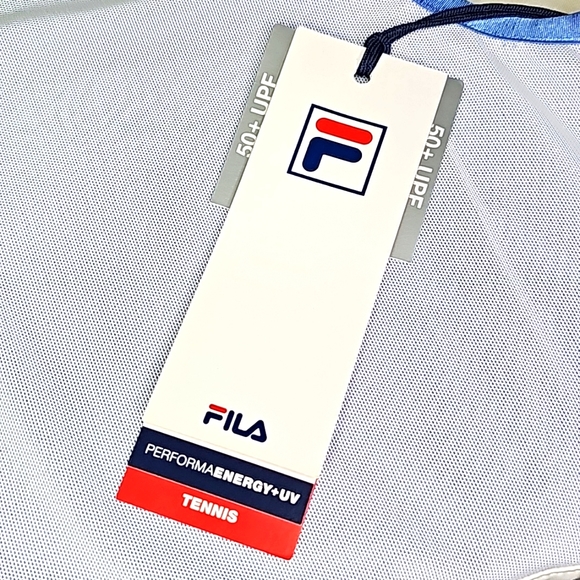 50+ UPF
50+ UPF
F
FILA
PERFORMAENERGY+UV
TENNIS